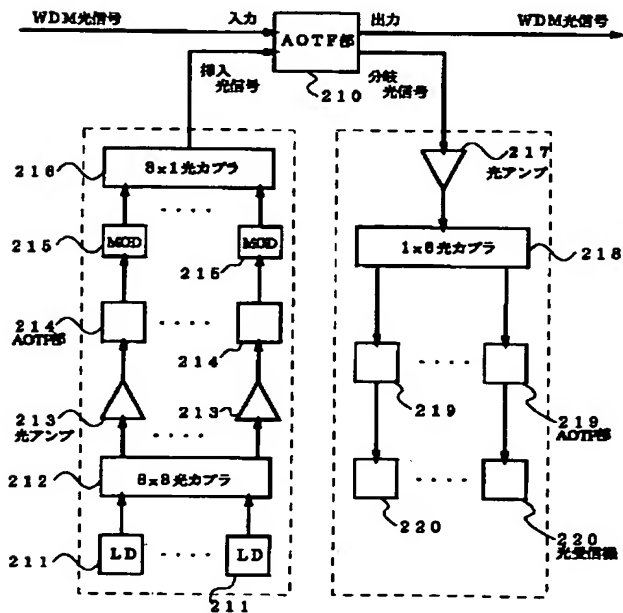 WDM光信号 入力 出力 WDM光信号
AOTF部
挿入
光信号
210
分岐
光信号
216
8×1光カプラ
217
光アンプ
215
MOD
MOD
215
1×8光カプラ
218
214
AOTF部
214
213
光アンプ
213
219
219
AOTF部
212
8×8光カプラ
220
220
光受信機
211
LD
LD
211